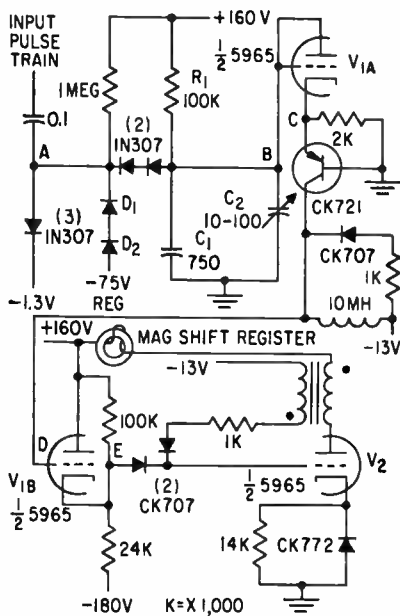 INPUT
PULSE
TRAIN
+160 V
V1A
½ 5965
R1
100K
1MEG
0.1
A
(2)
1N307
B
C
2K
(3)
1N307
D1
D2
C2
10-100
CK721
C1
750
CK707
1K
-1.3V
-75V
REG
10MH
-13V
+160V
MAG SHIFT REGISTER
-13V
100K
1K
D
E
V1B
½ 5965
(2)
CK707
½ 5965
V2
24K
14K
CK772
-180V
K=X 1,000